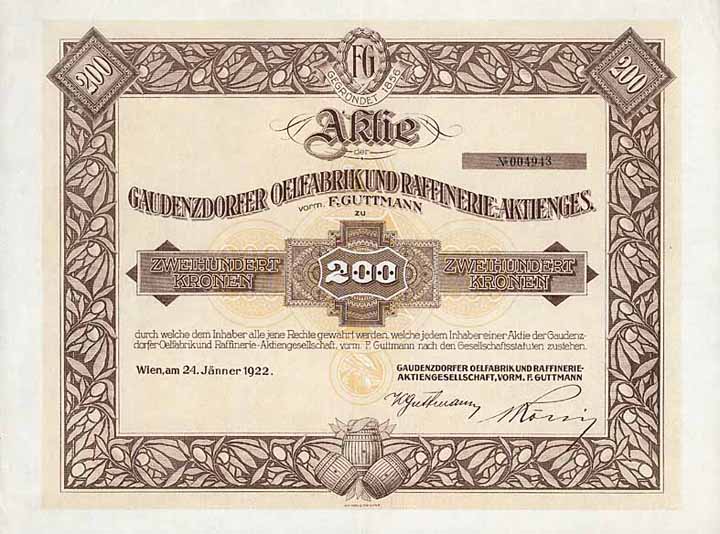 200
FG
GEGRÜNDET 1856
200
Aktie
der
№ 004943
GAUDENZDORFER OELFABRIK UND RAFFINERIE-AKTIENGES.
vorm. F. GUTTMANN
zu
ZWEIHUNDERT KRONEN
200
ZWEIHUNDERT KRONEN
durch welche dem Inhaber alle jene Rechte gewährt werden, welche jedem Inhaber einer Aktie der Gaudenz-
dorfer-Oelfabrik und Raffinerie-Aktiengesellschaft, vorm. F. Guttmann nach den Gesellschaftsstatuten zustehen.
Wien, am 24. Jänner 1922.
GAUDENZDORFER OELFABRIK UND RAFFINERIE-
AKTIENGESELLSCHAFT, VORM. F. GUTTMANN
Guttmann